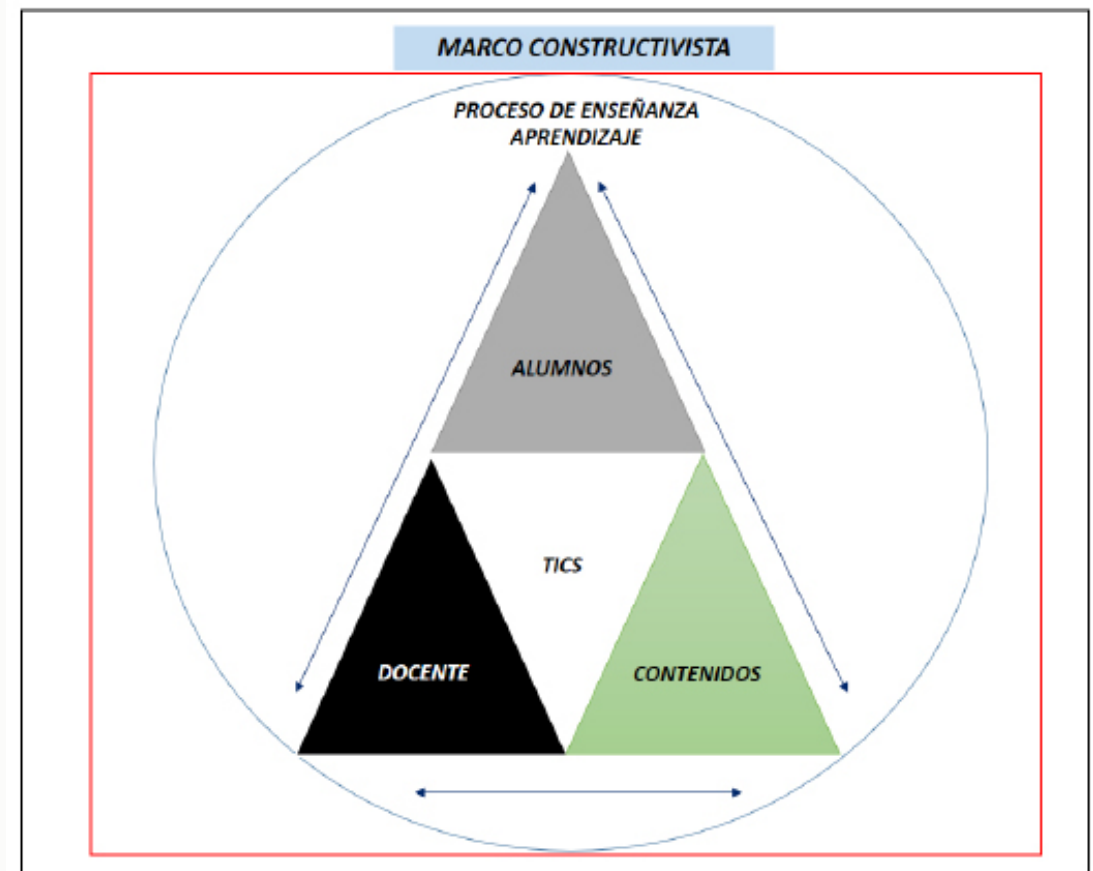 MARCO CONSTRUCTIVISTA
PROCESO DE ENSEÑANZA
APRENDIZAJE
ALUMNOS
TICS
DOCENTE
CONTENIDOS